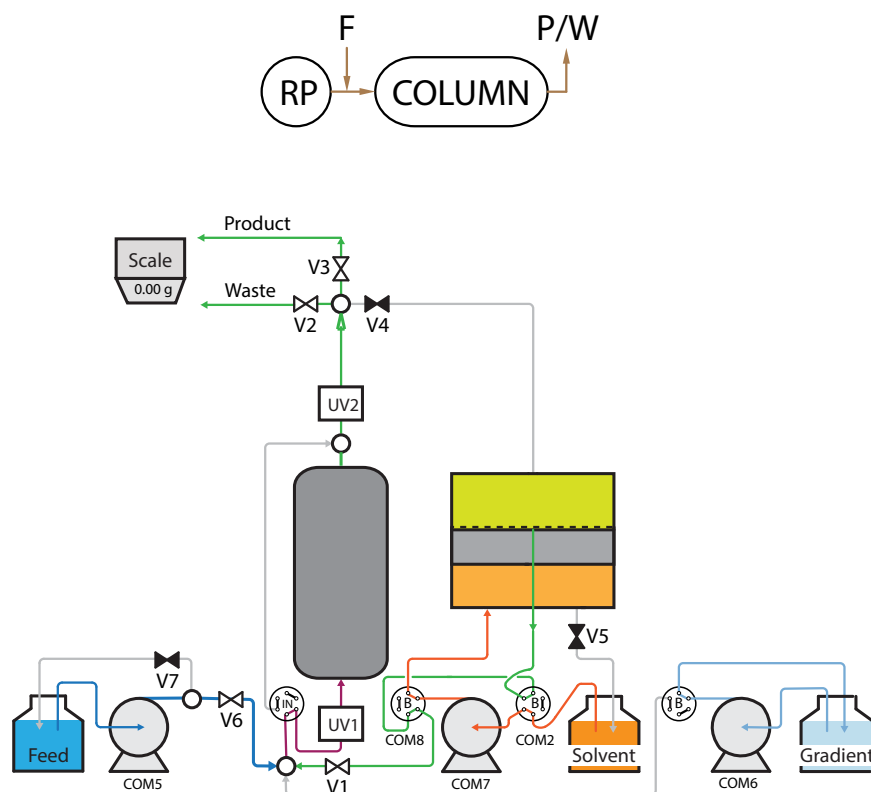 F
P/W
RP
COLUMN
Product
Scale
V3
0.00 g
Waste
V2
V4
UV2
V5
V7
IN
B
B
B
UV1
V6
COM8
COM2
Feed
Solvent
Gradient
COM5
V1
COM7
COM6